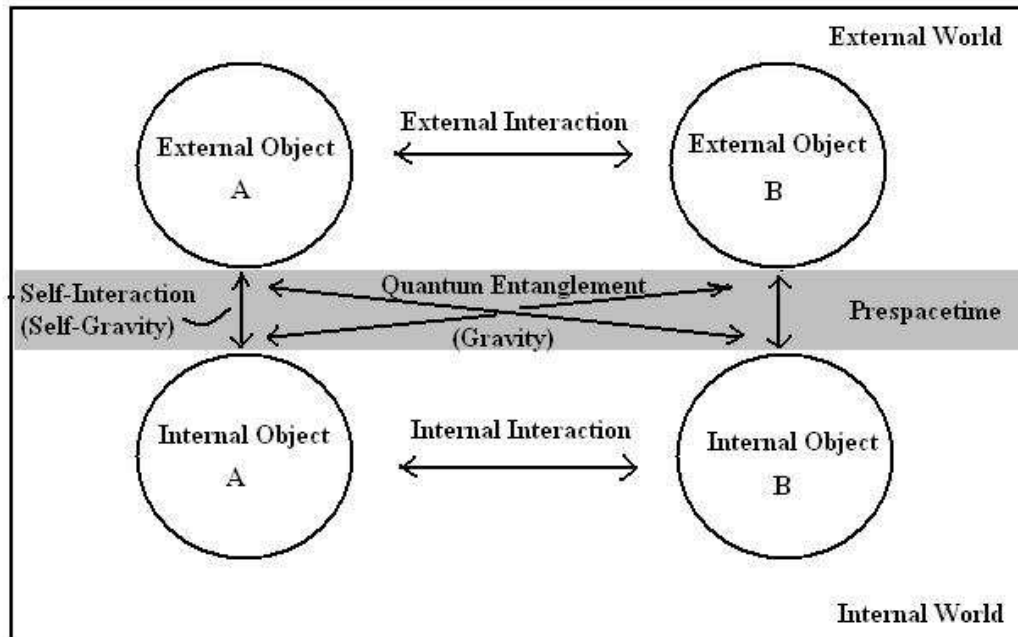 External World
External Interaction
External Object
A
External Object
B
Self-Interaction
(Self-Gravity)
Quantum Entanglement
(Gravity)
Prespacetime
Internal Object
A
Internal Interaction
Internal Object
B
Internal World